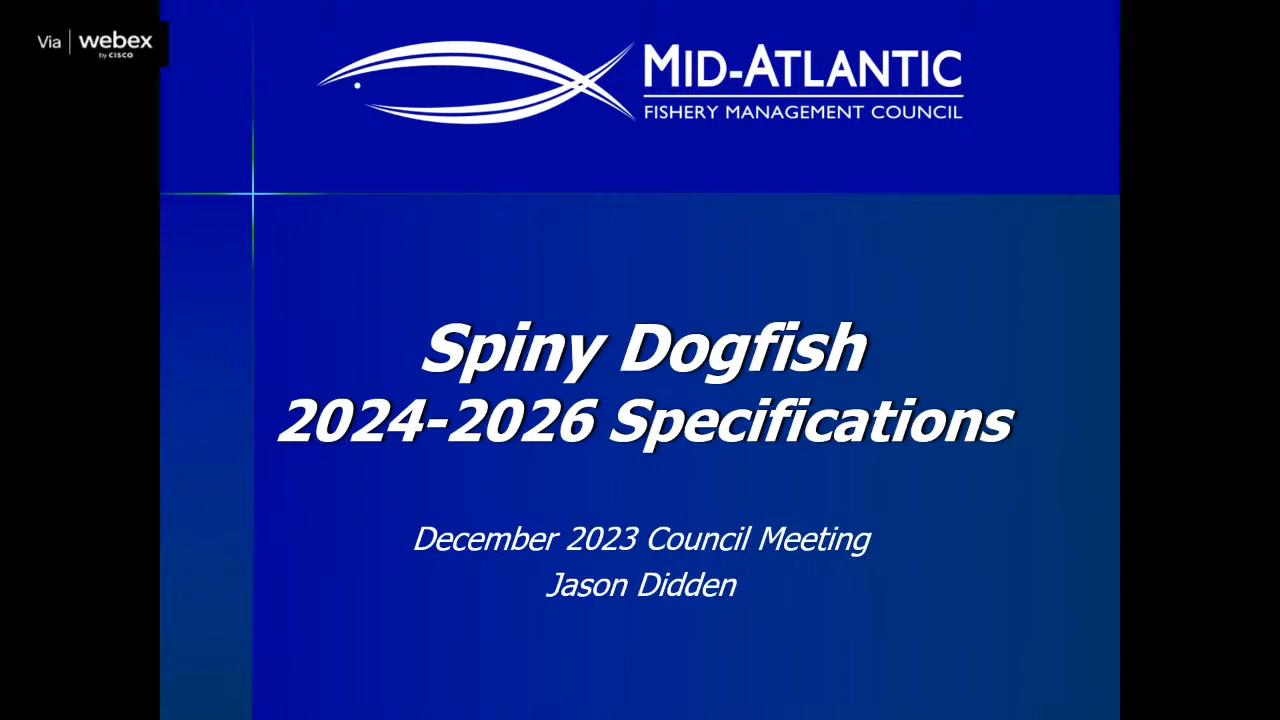 Via webex
by CISCO
MID-ATLANTIC
FISHERY MANAGEMENT COUNCIL
Spiny Dogfish
2024-2026 Specifications
December 2023 Council Meeting
Jason Didden